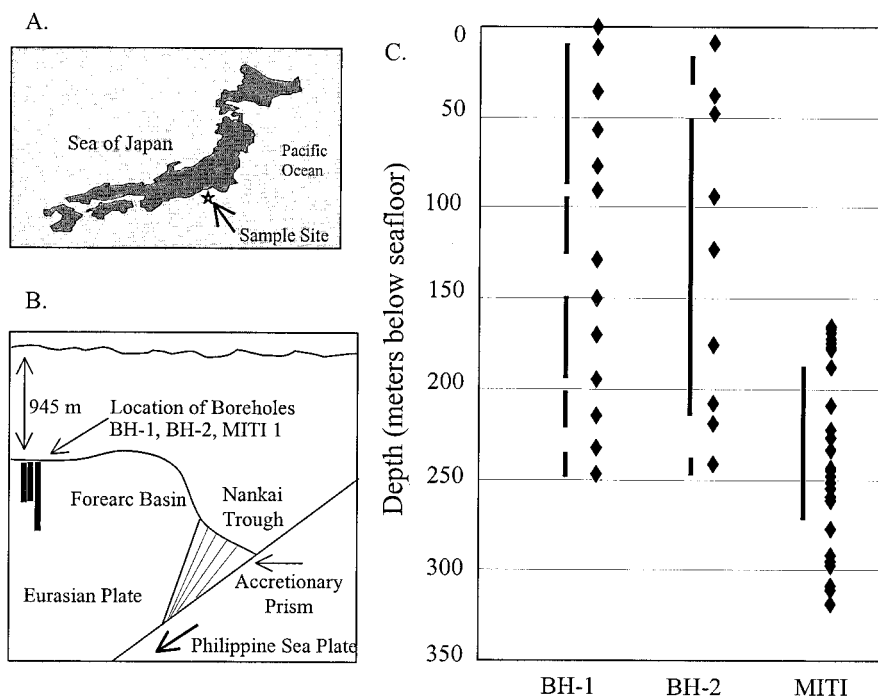 A.
Sea of Japan
Pacific
Ocean
Sample Site
B.
945 m
Location of Boreholes
BH-1, BH-2, MITI 1
Forearc Basin
Nankai
Trough
Eurasian Plate
Accretionary
Prism
Philippine Sea Plate
C.
Depth (meters below seafloor)
0
50
100
150
200
250
300
350
BH-1
BH-2
MITI